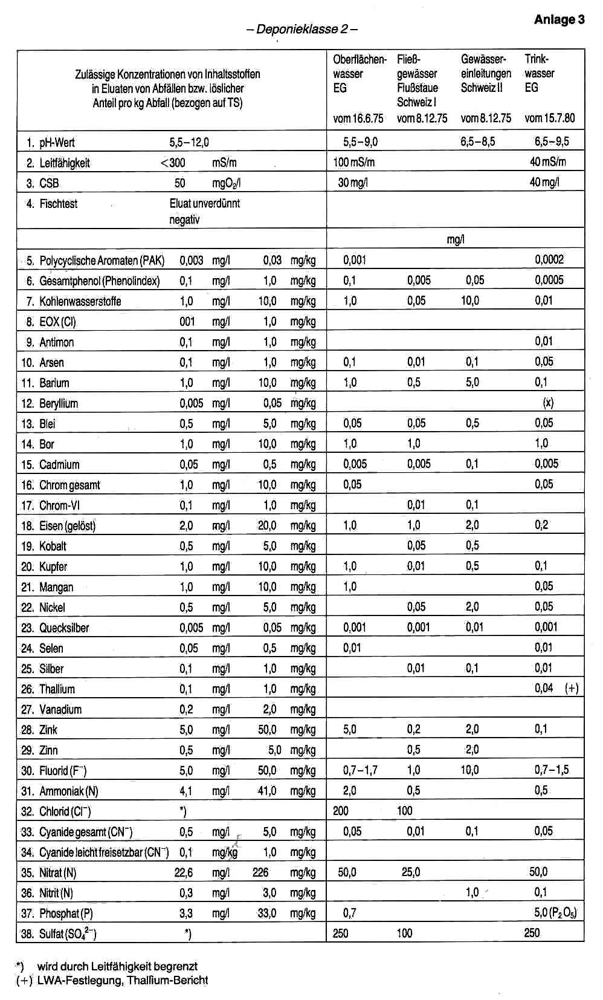 Anlage 3
– Deponieklasse 2 –
Zulässige Konzentrationen von Inhaltsstoffen
in Eluaten von Abfällen bzw. löslicher
Anteil pro kg Abfall (bezogen auf TS)
Oberflächen- Fließ- Gewässer- Trink-
wasser gewässer einleitungen wasser
EG Flußstaue Schweiz II EG
Schweiz I
vom 16.6.75 vom 8.12.75 vom 8.12.75 vom 15.7.80
1. pH-Wert 5,5–12,0 5,5–9,0 6,5–8,5 6,5–9,5
2. Leitfähigkeit <300 mS/m 100 mS/m 40 mS/m
3. CSB 50 mgO₂/l 30 mg/l 40 mg/l
4. Fischtest Eluat unverdünnt
negativ
mg/l
5. Polycyclische Aromaten (PAK) 0,003 mg/l 0,03 mg/kg 0,001 0,0002
6. Gesamtphenol (Phenolindex) 0,1 mg/l 1,0 mg/kg 0,1 0,005 0,05 0,0005
7. Kohlenwasserstoffe 1,0 mg/l 10,0 mg/kg 1,0 0,05 10,0 0,01
8. EOX (Cl) 001 mg/l 1,0 mg/kg
9. Antimon 0,1 mg/l 1,0 mg/kg 0,01
10. Arsen 0,1 mg/l 1,0 mg/kg 0,1 0,01 0,1 0,05
11. Barium 1,0 mg/l 10,0 mg/kg 1,0 0,5 5,0 0,1
12. Beryllium 0,005 mg/l 0,05 mg/kg (x)
13. Blei 0,5 mg/l 5,0 mg/kg 0,05 0,05 0,5 0,05
14. Bor 1,0 mg/l 10,0 mg/kg 1,0 1,0 1,0
15. Cadmium 0,05 mg/l 0,5 mg/kg 0,005 0,005 0,1 0,005
16. Chrom gesamt 1,0 mg/l 10,0 mg/kg 0,05 0,05
17. Chrom-VI 0,1 mg/l 1,0 mg/kg 0,01 0,1
18. Eisen (gelöst) 2,0 mg/l 20,0 mg/kg 1,0 1,0 2,0 0,2
19. Kobalt 0,5 mg/l 5,0 mg/kg 0,05 0,5
20. Kupfer 1,0 mg/l 10,0 mg/kg 1,0 0,01 0,5 0,1
21. Mangan 1,0 mg/l 10,0 mg/kg 1,0 0,05
22. Nickel 0,5 mg/l 5,0 mg/kg 0,05 2,0 0,05
23. Quecksilber 0,005 mg/l 0,05 mg/kg 0,001 0,001 0,01 0,001
24. Selen 0,05 mg/l 0,5 mg/kg 0,01 0,01
25. Silber 0,1 mg/l 1,0 mg/kg 0,01 0,1 0,01
26. Thallium 0,1 mg/l 1,0 mg/kg 0,04 (+)
27. Vanadium 0,2 mg/l 2,0 mg/kg
28. Zink 5,0 mg/l 50,0 mg/kg 5,0 0,2 2,0 0,1
29. Zinn 0,5 mg/l 5,0 mg/kg 0,5 2,0
30. Fluorid (F⁻) 5,0 mg/l 50,0 mg/kg 0,7–1,7 1,0 10,0 0,7–1,5
31. Ammoniak (N) 4,1 mg/l 41,0 mg/kg 2,0 0,5 0,5
32. Chlorid (Cl⁻) *) 200 100
33. Cyanide gesamt (CN⁻) 0,5 mg/l 5,0 mg/kg 0,05 0,01 0,1 0,05
34. Cyanide leicht freisetzbar (CN⁻) 0,1 mg/kg 1,0 mg/kg
35. Nitrat (N) 22,6 mg/l 226 mg/kg 50,0 25,0 50,0
36. Nitrit (N) 0,3 mg/l 3,0 mg/kg 1,0 0,1
37. Phosphat (P) 3,3 mg/l 33,0 mg/kg 0,7 5,0 (P₂O₅)
38. Sulfat (SO₄²⁻) *) 250 100 250
*) wird durch Leitfähigkeit begrenzt
(+) LWA-Festlegung, Thallium-Bericht